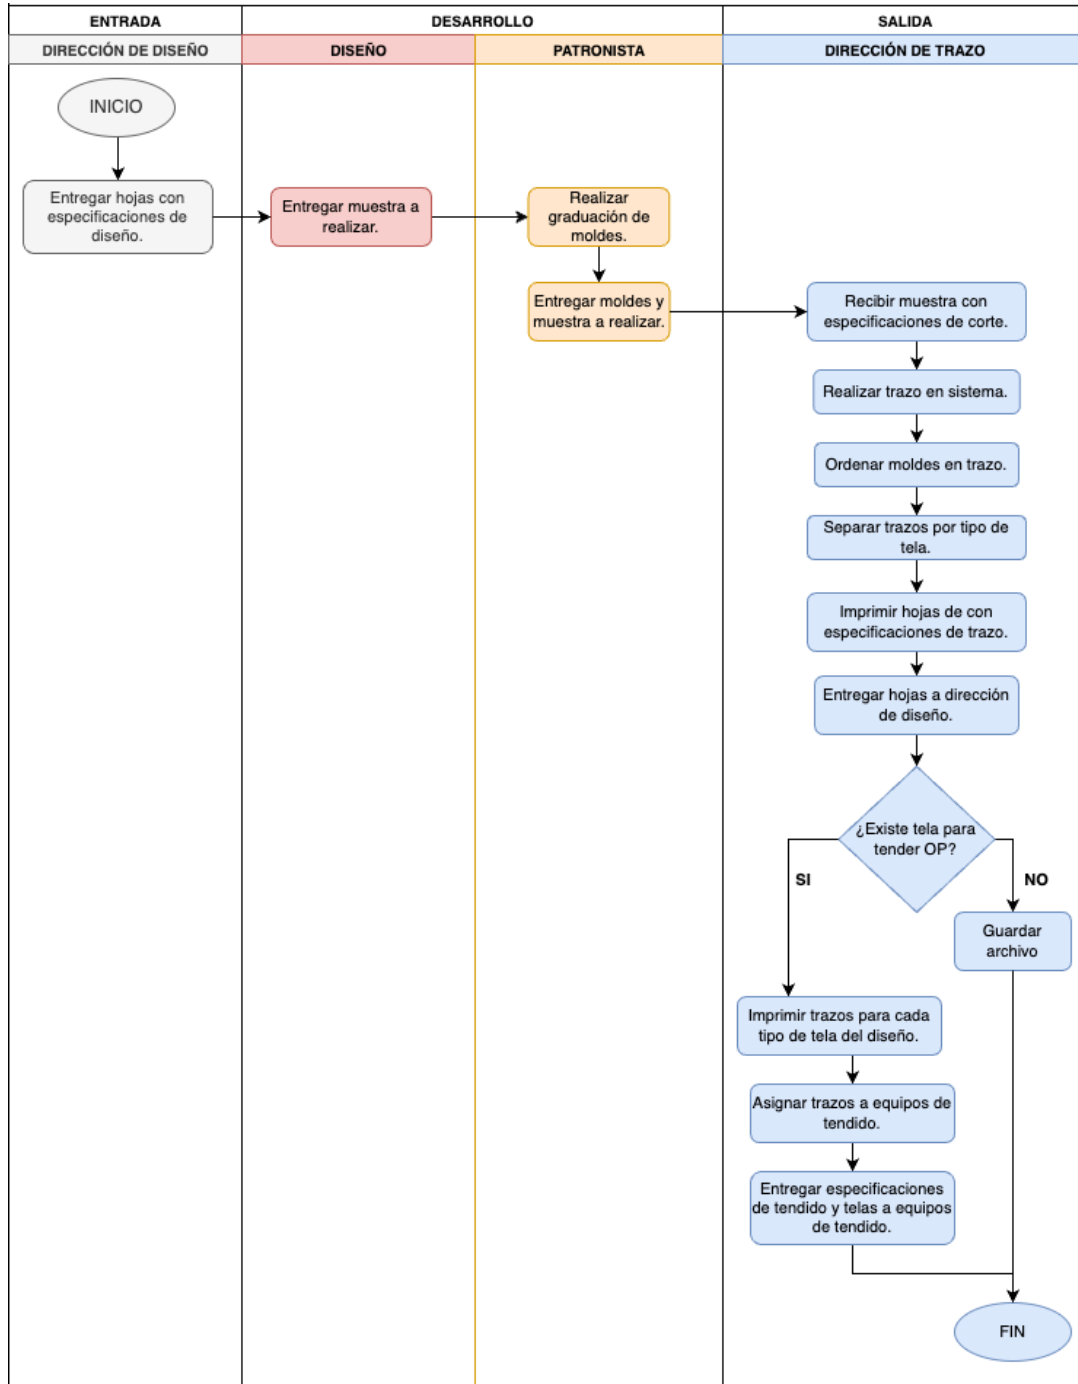 ENTRADA
DESARROLLO
SALIDA
DIRECCIÓN DE DISEÑO
DISEÑO
PATRONISTA
DIRECCIÓN DE TRAZO
INICIO
Entregar hojas con
especificaciones de
diseño.
Entregar muestra a
realizar.
Realizar
graduación de
moldes.
Entregar moldes y
muestra a realizar.
Recibir muestra con
especificaciones de corte.
Realizar trazo en sistema.
Ordenar moldes en trazo.
Separar trazos por tipo de
tela.
Imprimir hojas de con
especificaciones de trazo.
Entregar hojas a dirección
de diseño.
¿Existe tela para
tender OP?
SI
NO
Guardar
archivo
Imprimir trazos para cada
tipo de tela del diseño.
Asignar trazos a equipos de
tendido.
Entregar especificaciones
de tendido y telas a equipos
de tendido.
FIN